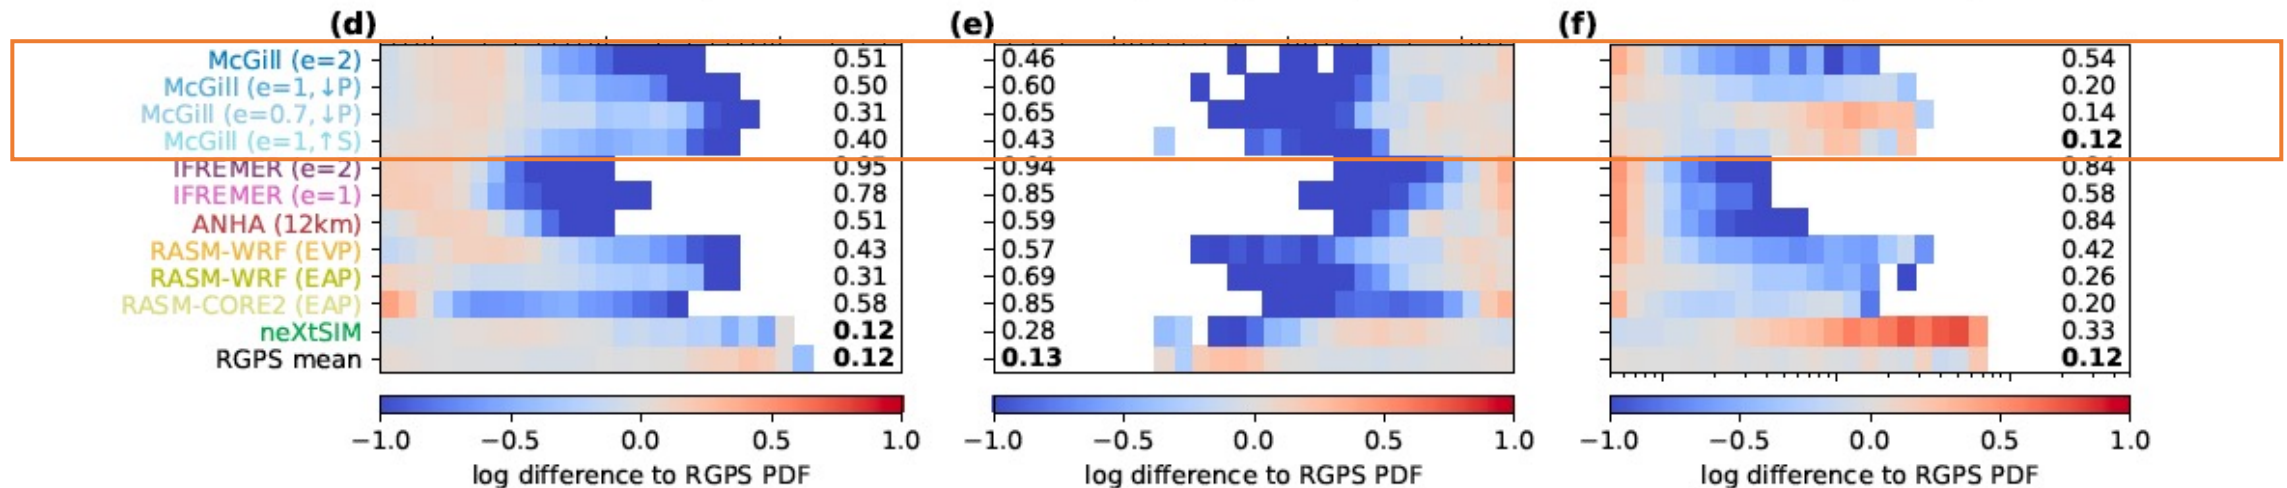 (d) (e) (f)
McGill (e=2) 0.51 0.46 0.54
McGill (e=1,↓P) 0.50 0.60 0.20
McGill (e=0.7,↓P) 0.31 0.65 0.14
McGill (e=1,↑S) 0.40 0.43 0.12
IFREMER (e=2) 0.95 0.94 0.84
IFREMER (e=1) 0.78 0.85 0.58
ANHA (12km) 0.51 0.59 0.84
RASM-WRF (EVP) 0.43 0.57 0.42
RASM-WRF (EAP) 0.31 0.69 0.26
RASM-CORE2 (EAP) 0.58 0.85 0.20
neXtSIM 0.12 0.28 0.33
RGPS mean 0.12 0.13 0.12
−1.0 −0.5 0.0 0.5 1.0 −1.0 −0.5 0.0 0.5 1.0 −1.0 −0.5 0.0 0.5 1.0
log difference to RGPS PDF log difference to RGPS PDF log difference to RGPS PDF